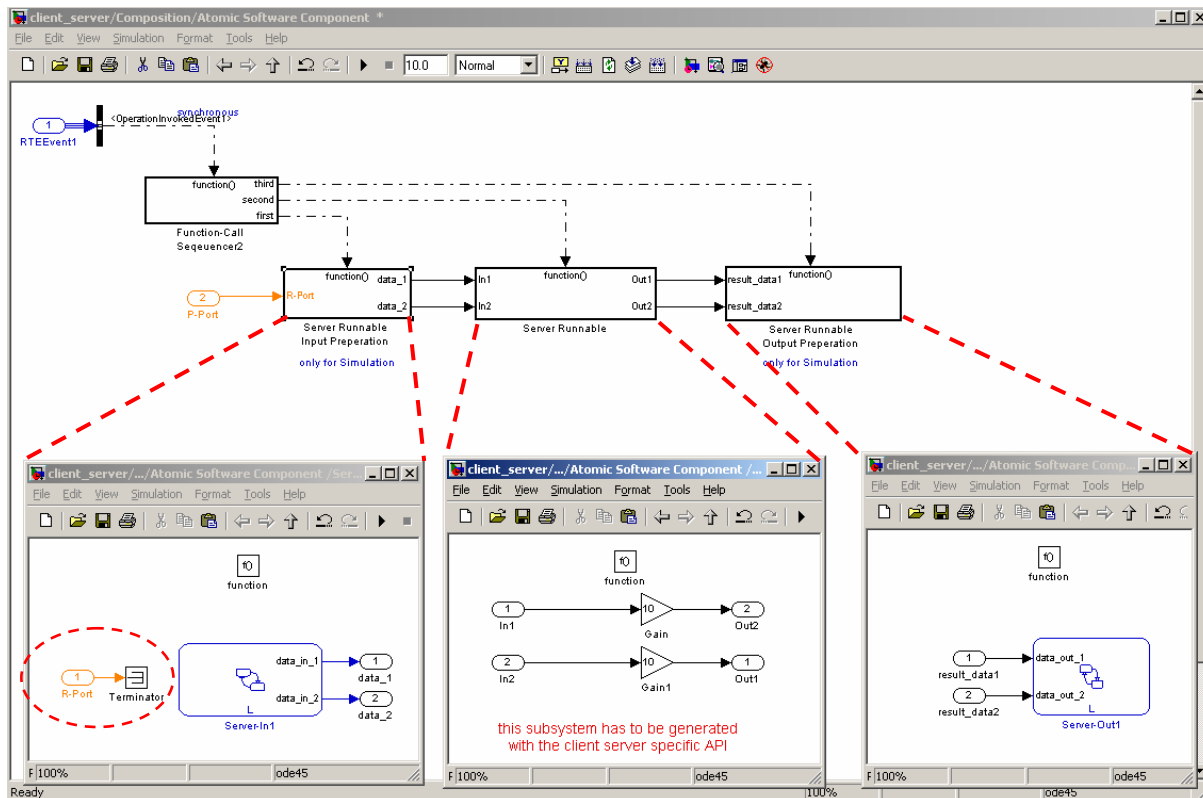 client_server/Composition/Atomic Software Component *
File Edit View Simulation Format Tools Help
10.0 Normal
synchronous
<OperationInvokedEvent1>
1
RTEEvent1
function() third
second
first
Function-Call
Seqeuencer2
function() data_1
R-Port
data_2
2
P-Port
Server Runnable
Input Preperation
only for Simulation
In1 function() Out1
In2 Out2
Server Runnable
result_data1 function()
result_data2
Server Runnable
Output Preperation
only for Simulation
client_server/.../Atomic Software Component /Ser...
File Edit View Simulation Format Tools Help
f()
function
1
R-Port
Terminator
data_in_1
data_in_2
L
Server-In1
1
data_1
2
data_2
F 100% ode45
client_server/.../Atomic Software Component /...
File Edit View Simulation Format Tools Help
f()
function
1
In1
10
Gain
2
Out2
2
In2
10
Gain1
1
Out1
this subsystem has to be generated
with the client server specific API
F 100% ode45
client_server/.../Atomic Software Comp...
File Edit View Simulation Format Tools Help
f()
function
1
result_data1
2
result_data2
data_out_1
data_out_2
L
Server-Out1
F 100% ode45
Ready 100% ode45